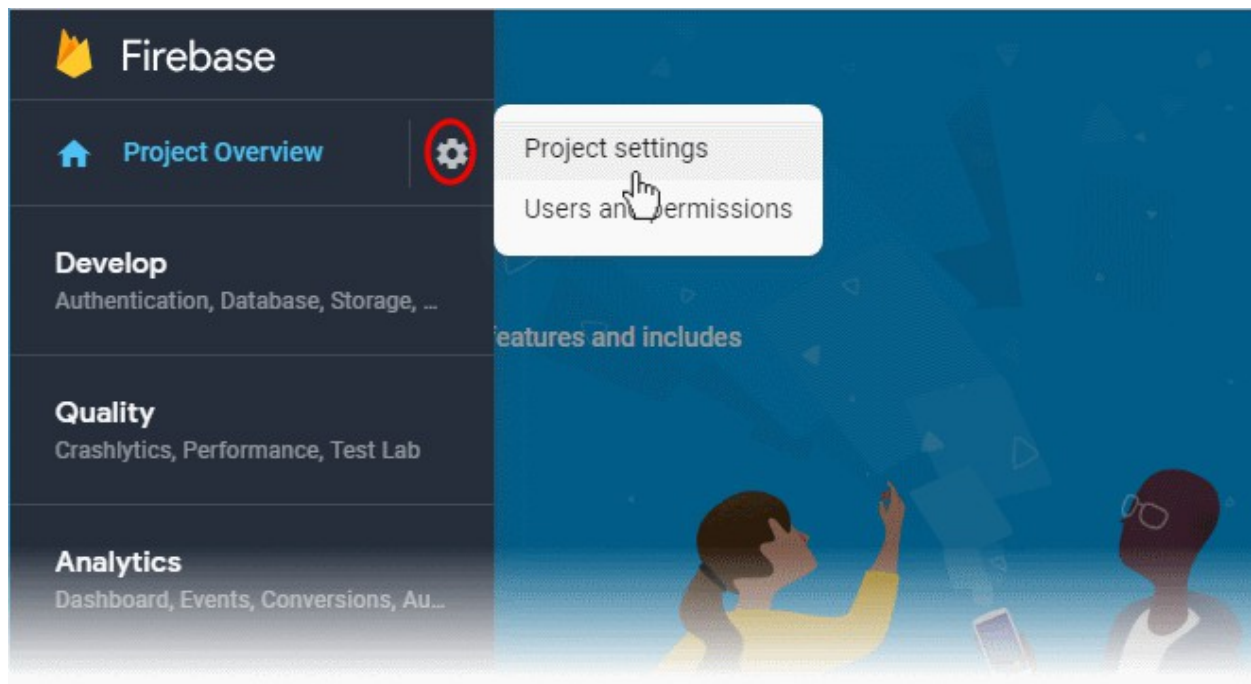 Firebase
Project Overview
Project settings
Users and permissions
Develop
Authentication, Database, Storage, ...
eatures and includes
Quality
Crashlytics, Performance, Test Lab
Analytics
Dashboard, Events, Conversions, Au...